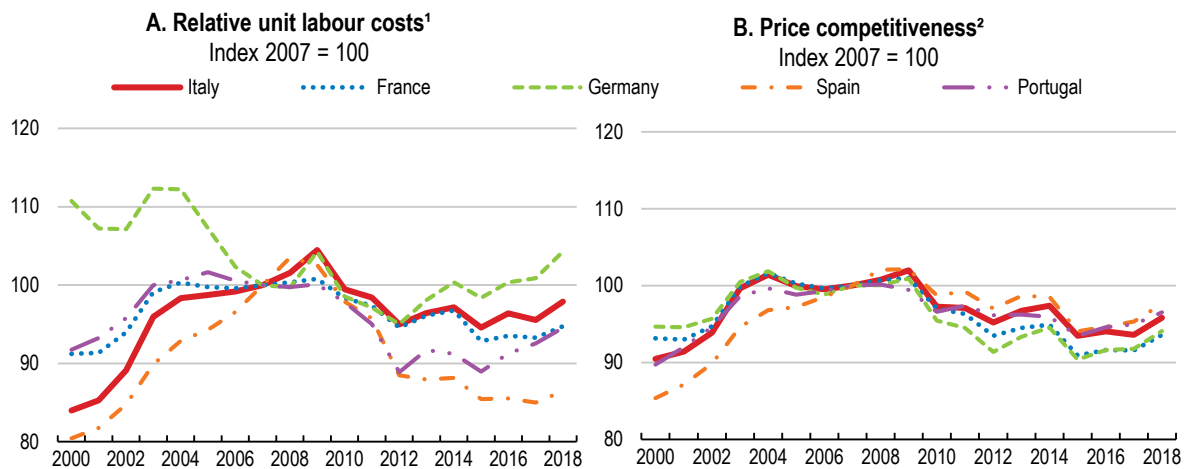 A. Relative unit labour costs¹
Index 2007 = 100
B. Price competitiveness²
Index 2007 = 100
Italy France Germany Spain Portugal
120
110
100
90
80
2000 2002 2004 2006 2008 2010 2012 2014 2016 2018
120
110
100
90
80
2000 2002 2004 2006 2008 2010 2012 2014 2016 2018